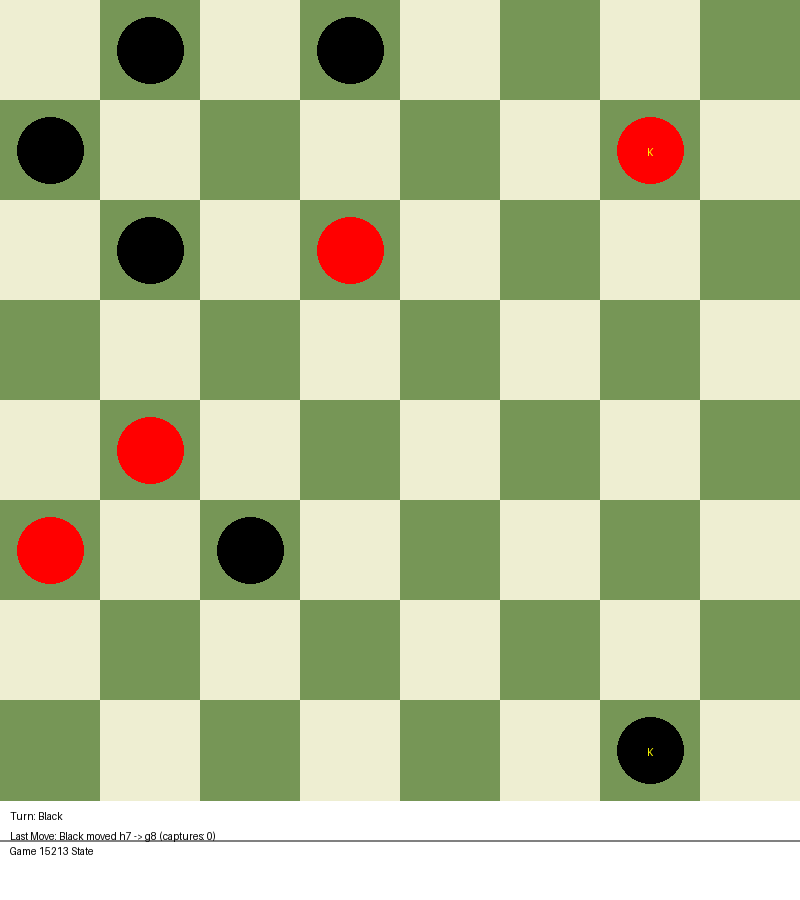 K
K
Turn: Black
Last Move: Black moved h7 -> g8 (captures: 0)
Game 15213 State